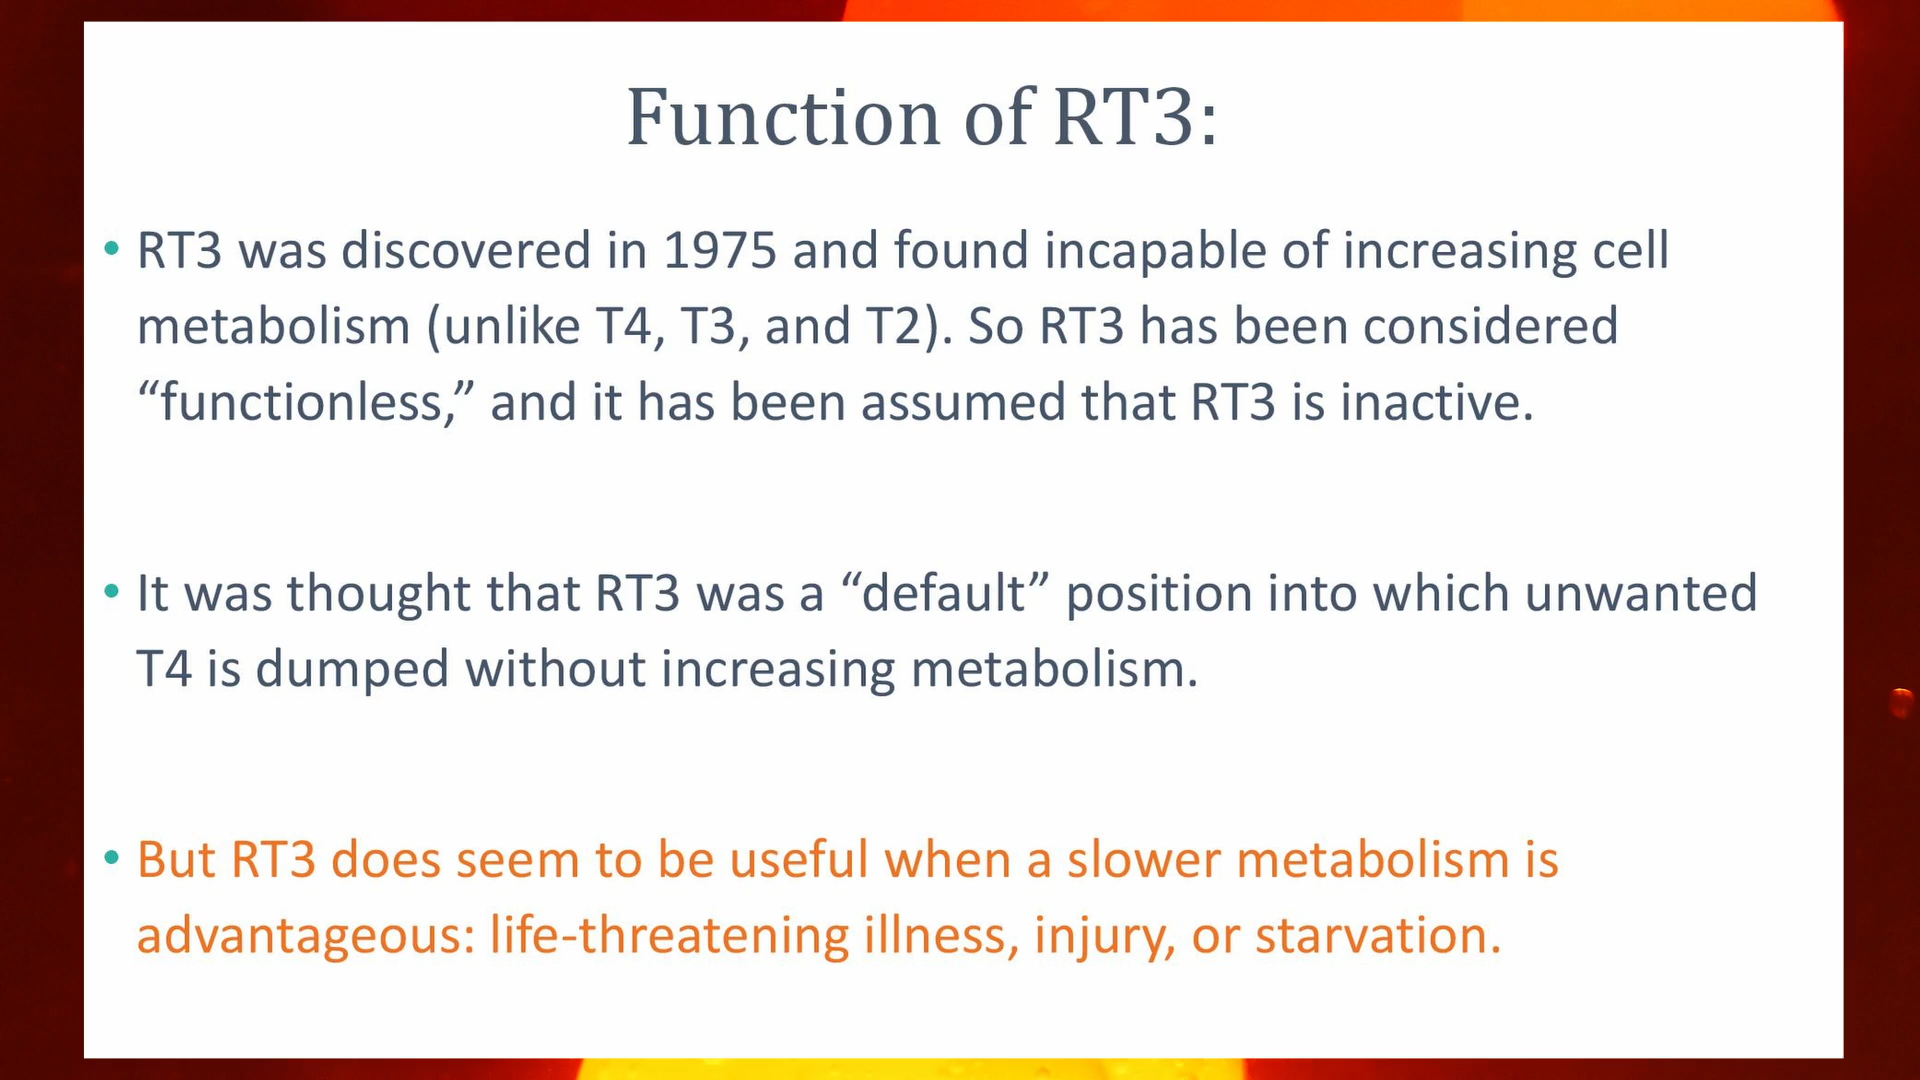 Function of RT3:
• RT3 was discovered in 1975 and found incapable of increasing cell
metabolism (unlike T4, T3, and T2). So RT3 has been considered
“functionless,” and it has been assumed that RT3 is inactive.
• It was thought that RT3 was a “default” position into which unwanted
T4 is dumped without increasing metabolism.
• But RT3 does seem to be useful when a slower metabolism is
advantageous: life-threatening illness, injury, or starvation.